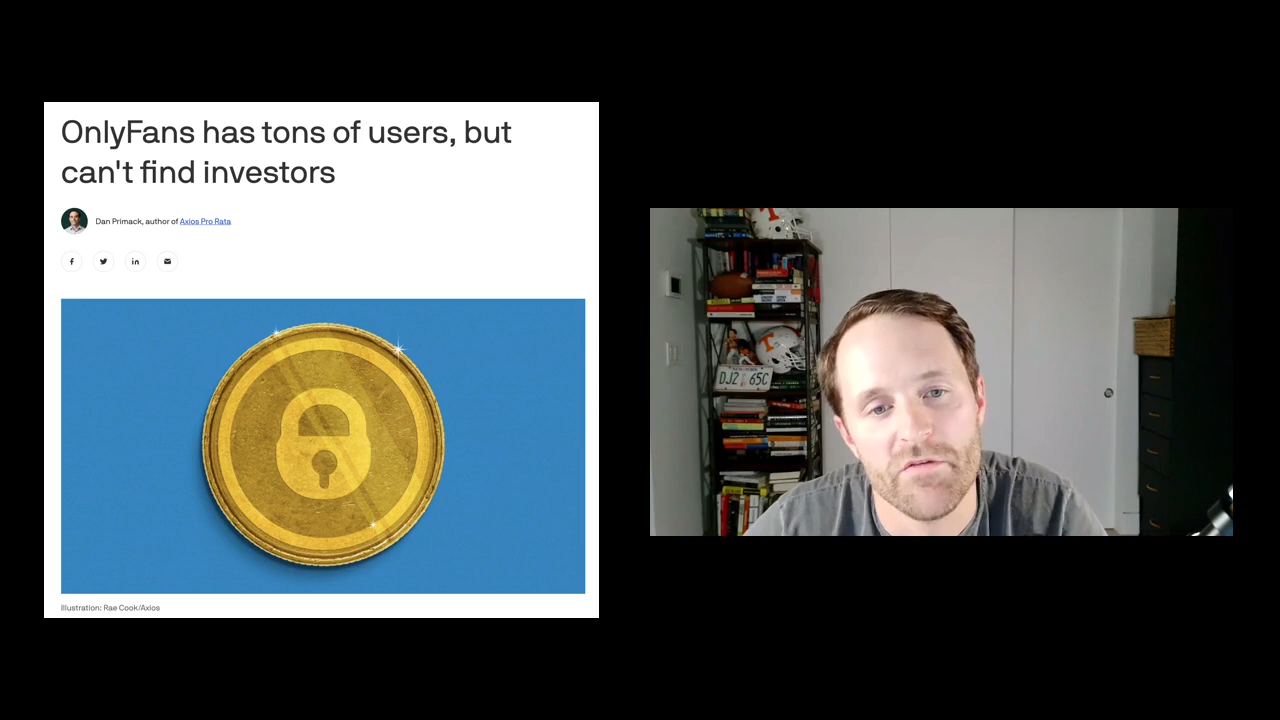 OnlyFans has tons of users, but
can't find investors
Dan Primack, author of Axios Pro Rata
Illustration: Rae Cook/Axios
DJ2 65C